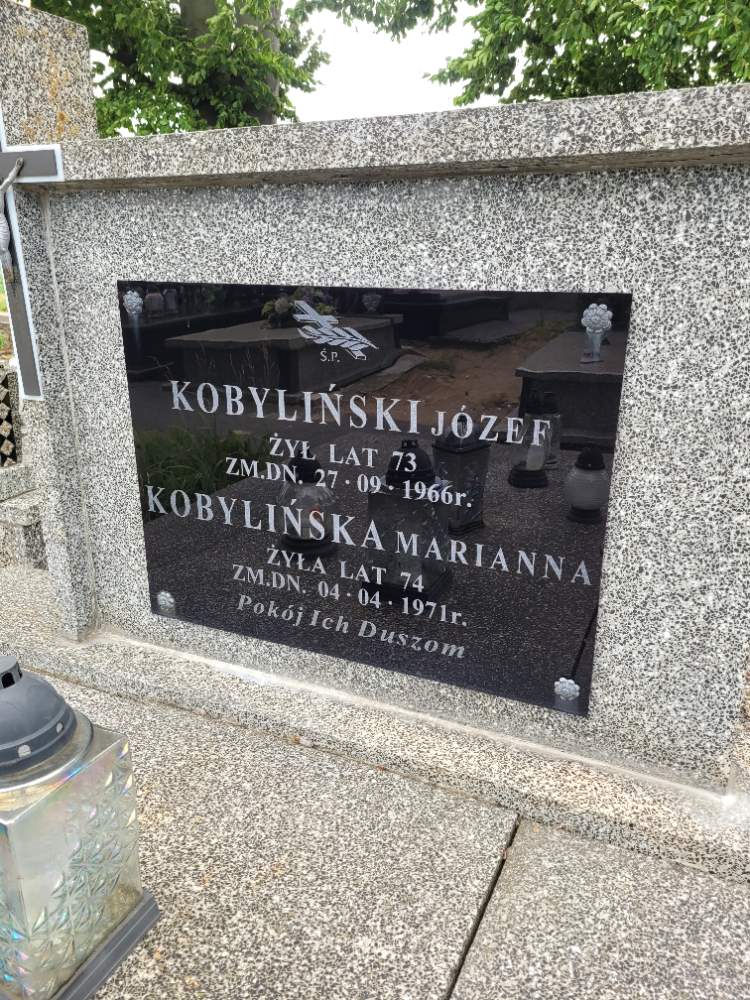 Ś.P.
KOBYLIŃSKI JÓZEF
ŻYŁ LAT 73
ZM.DN. 27·09·1966r.
KOBYLIŃSKA MARIANNA
ŻYŁA LAT 74
ZM.DN. 04·04·1971r.
Pokój Ich Duszom